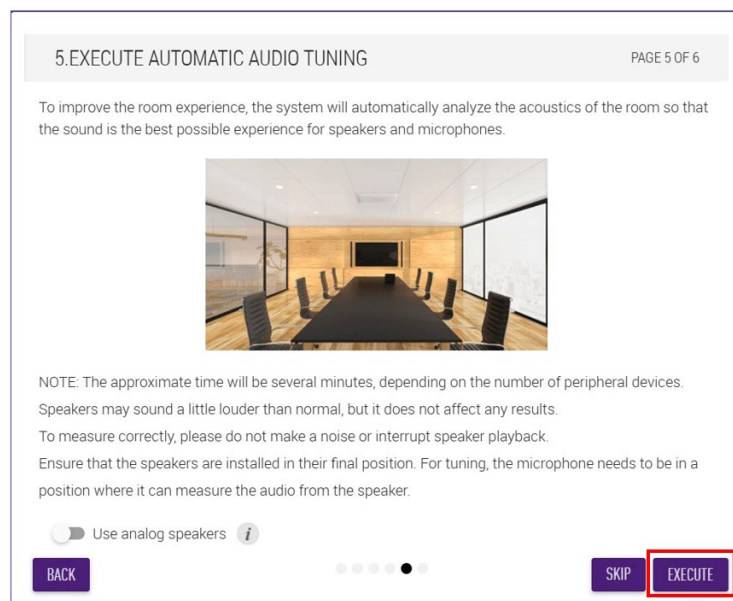 5.EXECUTE AUTOMATIC AUDIO TUNING
PAGE 5 OF 6
To improve the room experience, the system will automatically analyze the acoustics of the room so that
the sound is the best possible experience for speakers and microphones.
NOTE: The approximate time will be several minutes, depending on the number of peripheral devices.
Speakers may sound a little louder than normal, but it does not affect any results.
To measure correctly, please do not make a noise or interrupt speaker playback.
Ensure that the speakers are installed in their final position. For tuning, the microphone needs to be in a
position where it can measure the audio from the speaker.
Use analog speakers i
BACK
SKIP
EXECUTE